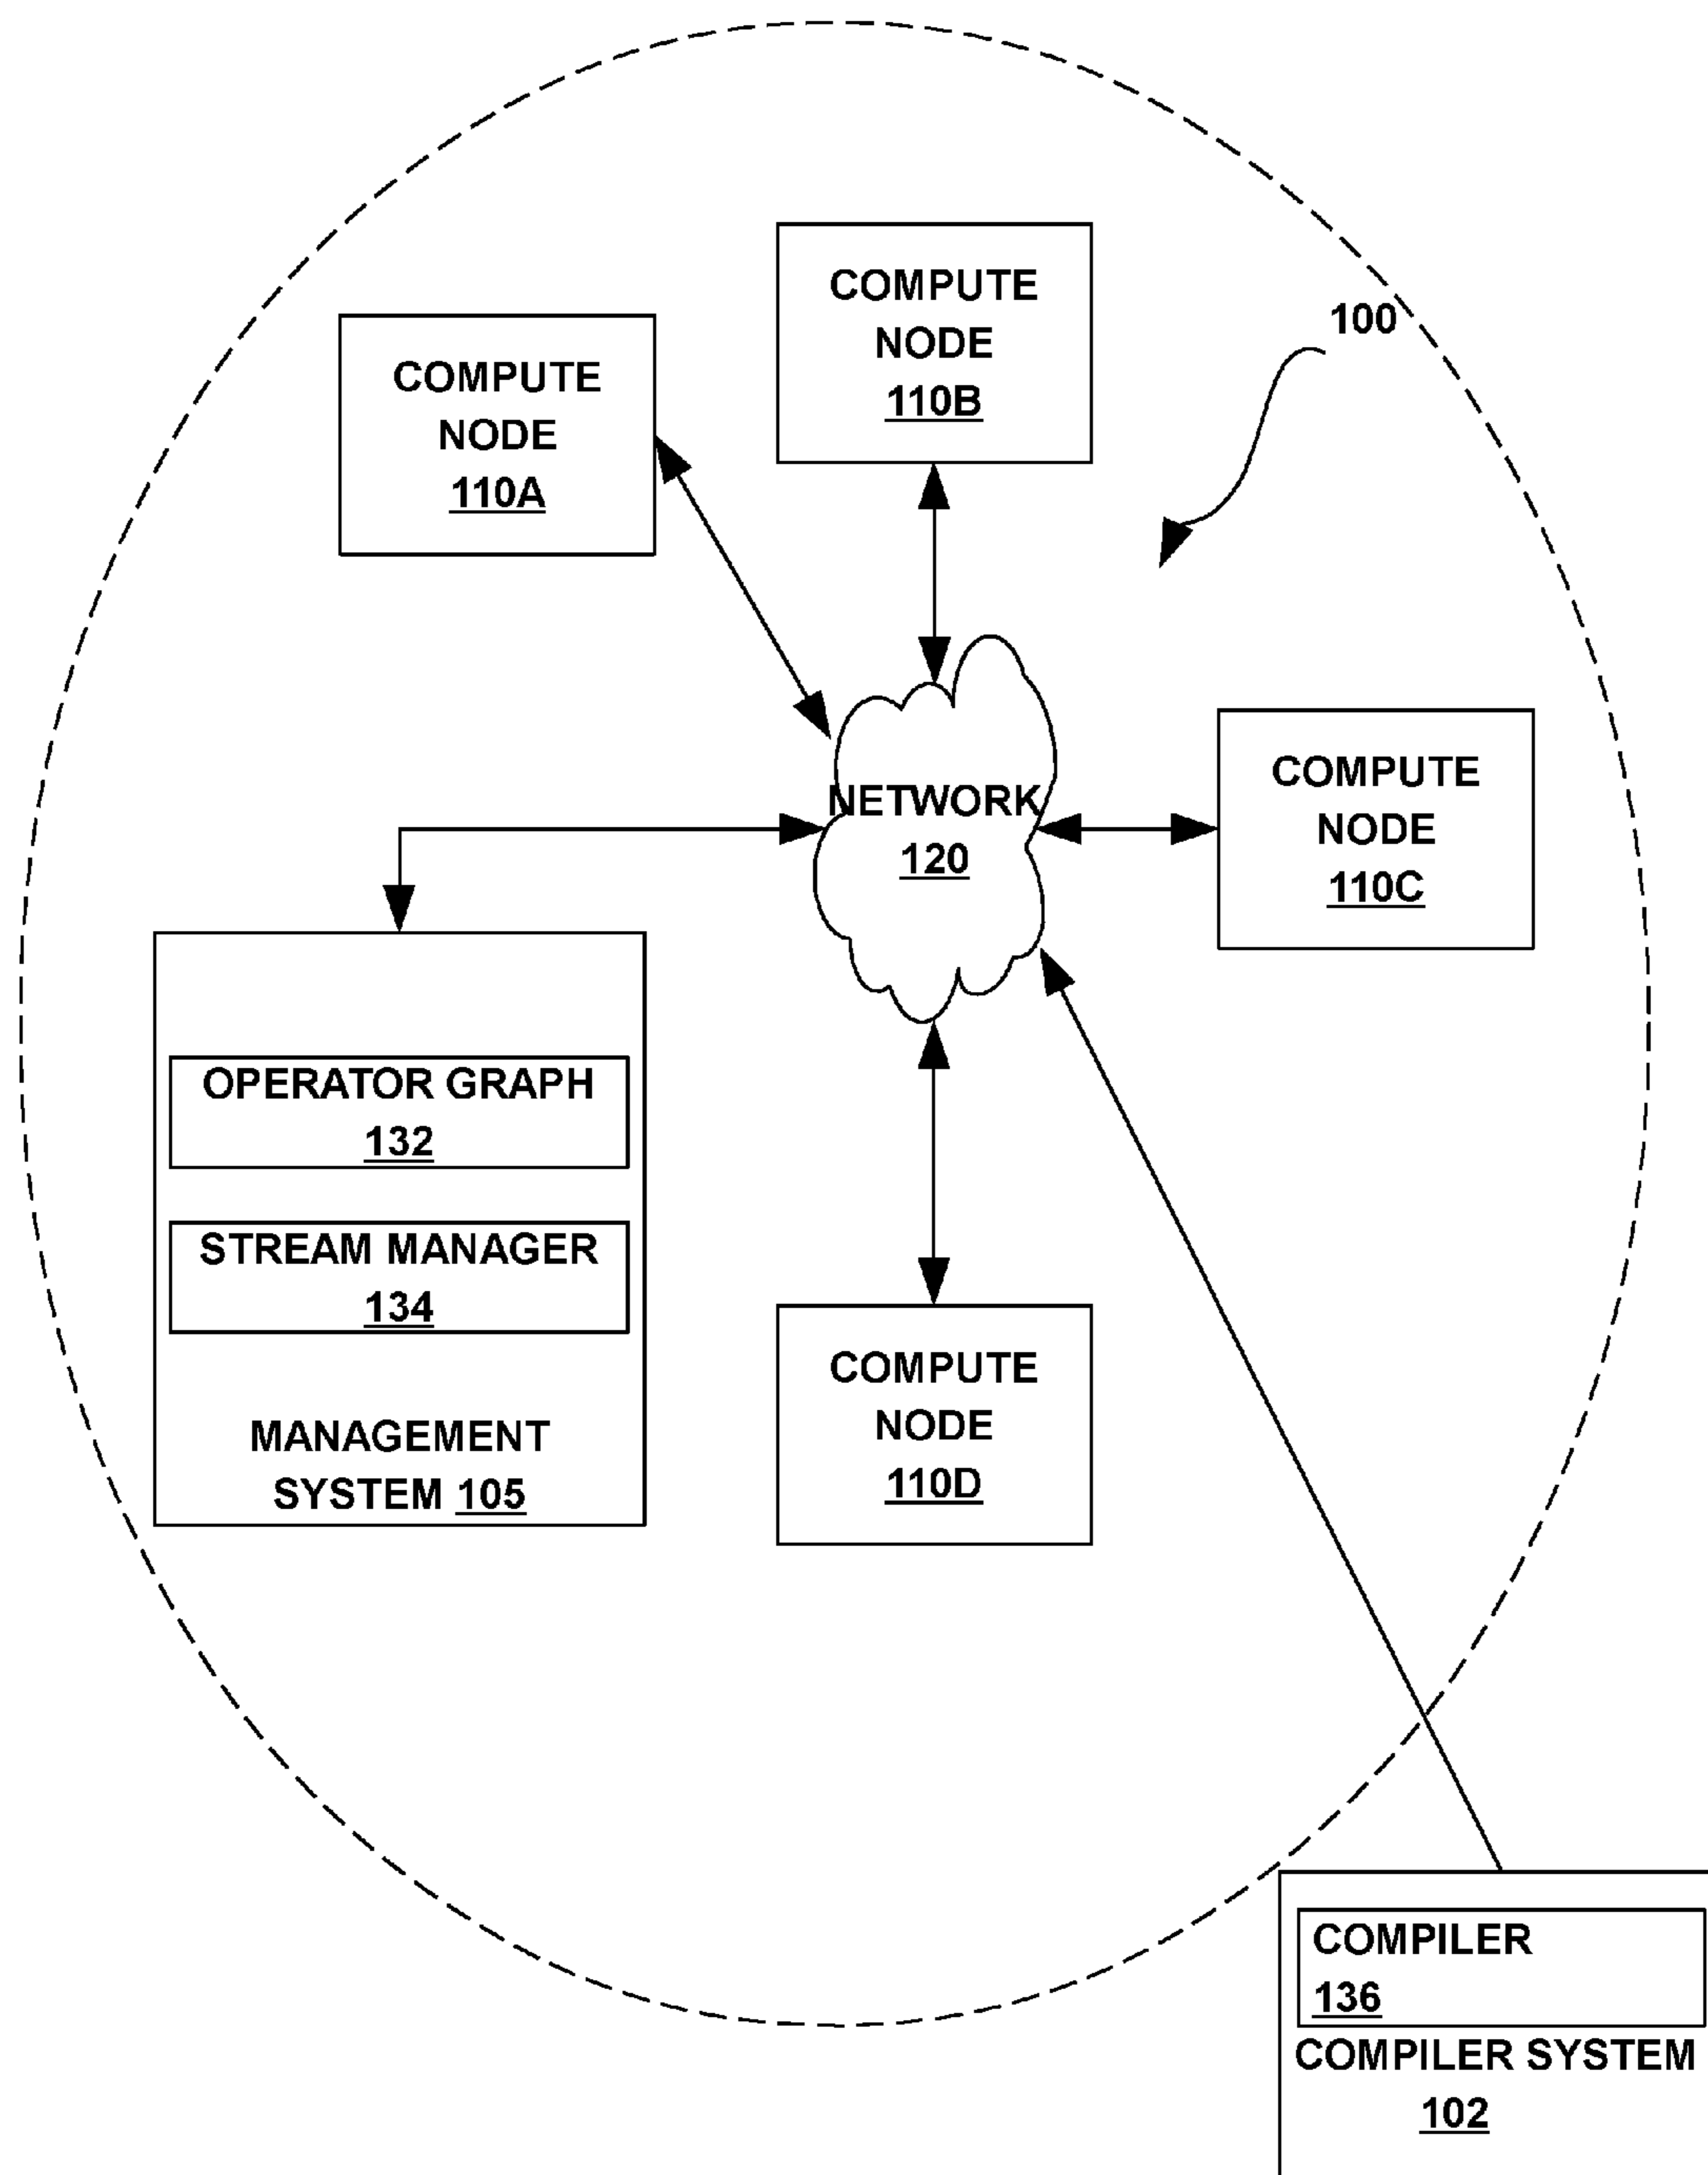 COMPUTE
NODE
110B
100
COMPUTE
NODE
110A
NETWORK
120
COMPUTE
NODE
110C
OPERATOR GRAPH
132
STREAM MANAGER
134
MANAGEMENT
SYSTEM 105
COMPUTE
NODE
110D
COMPILER
136
COMPILER SYSTEM
102